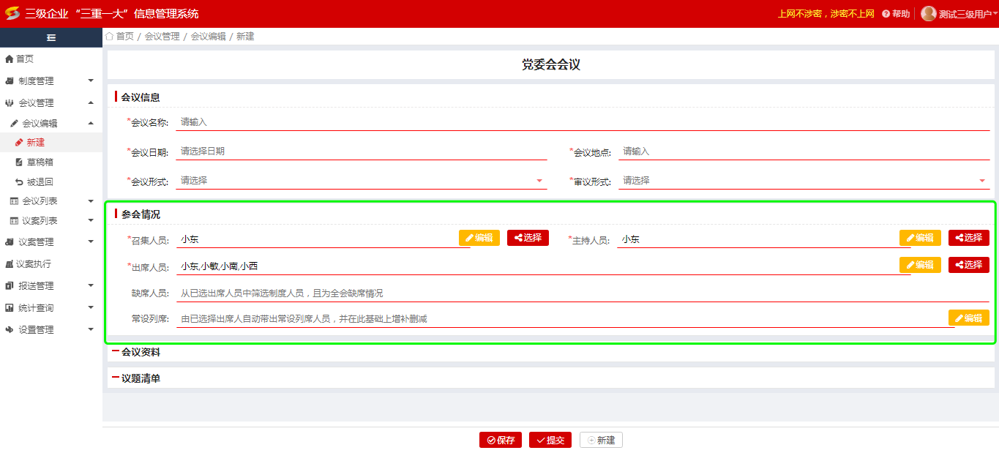 三级企业“三重一大”信息管理系统
上网不涉密，涉密不上网 帮助 测试三级用户
首页 / 会议管理 / 会议编辑 / 新建
首页
制度管理
会议管理
会议编辑
新建
草稿箱
被退回
会议列表
议案列表
议案管理
议案执行
报送管理
统计查询
设置管理
党委会会议
会议信息
*会议名称: 请输入
*会议日期: 请选择日期 *会议地点: 请输入
*会议形式: 请选择 *审议形式: 请选择
参会情况
*召集人员: 小东 编辑 选择 *主持人员: 小东 编辑 选择
*出席人员: 小东,小敏,小南,小西 编辑 选择
缺席人员: 从已选出席人员中筛选制度人员，且为全会缺席情况
常设列席: 由已选择出席人自动带出常设列席人员，并在此基础上增补删减 编辑
会议资料
议题清单
保存 提交 新建